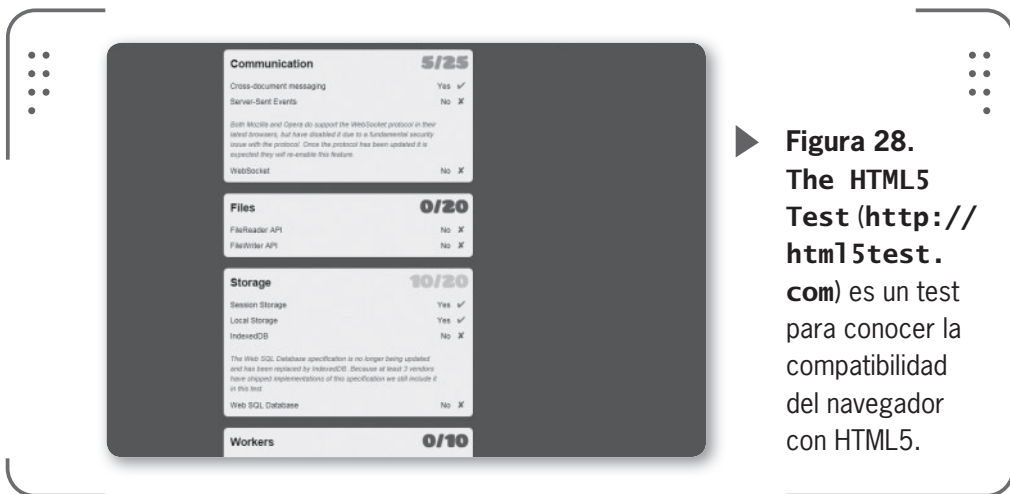 Communication 5/25
Cross-document messaging Yes ✔
Server-Sent Events No ✘
Both Mozilla and Opera do support the WebSocket protocol in their
latest browsers, but have disabled it due to a fundamental security
issue with the protocol. Once the protocol has been updated it is
expected they will re-enable this feature.
WebSocket No ✘
Files 0/20
FileReader API No ✘
FileWriter API No ✘
Storage 10/20
Session Storage Yes ✔
Local Storage Yes ✔
IndexedDB No ✘
The Web SQL Database specification is no longer being updated
and has been replaced by IndexedDB. Because at least 3 vendors
have shipped implementations of this specification we still include it
in this test.
Web SQL Database No ✘
Workers 0/10
Figura 28.
The HTML5
Test (http://
html5test.
com) es un test
para conocer la
compatibilidad
del navegador
con HTML5.